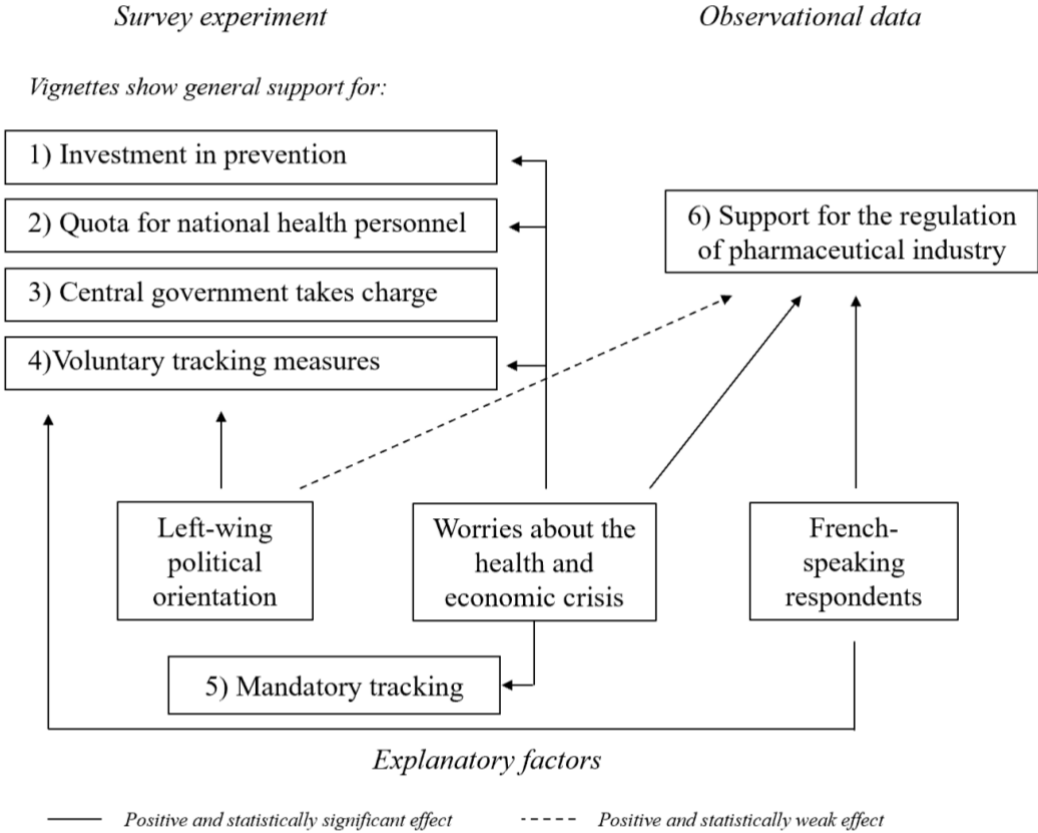 Survey experiment
Observational data
Vignettes show general support for:
1) Investment in prevention
2) Quota for national health personnel
3) Central government takes charge
4)Voluntary tracking measures
6) Support for the regulation
of pharmaceutical industry
Left-wing
political
orientation
Worries about the
health and
economic crisis
French-
speaking
respondents
5) Mandatory tracking
Explanatory factors
Positive and statistically significant effect
Positive and statistically weak effect